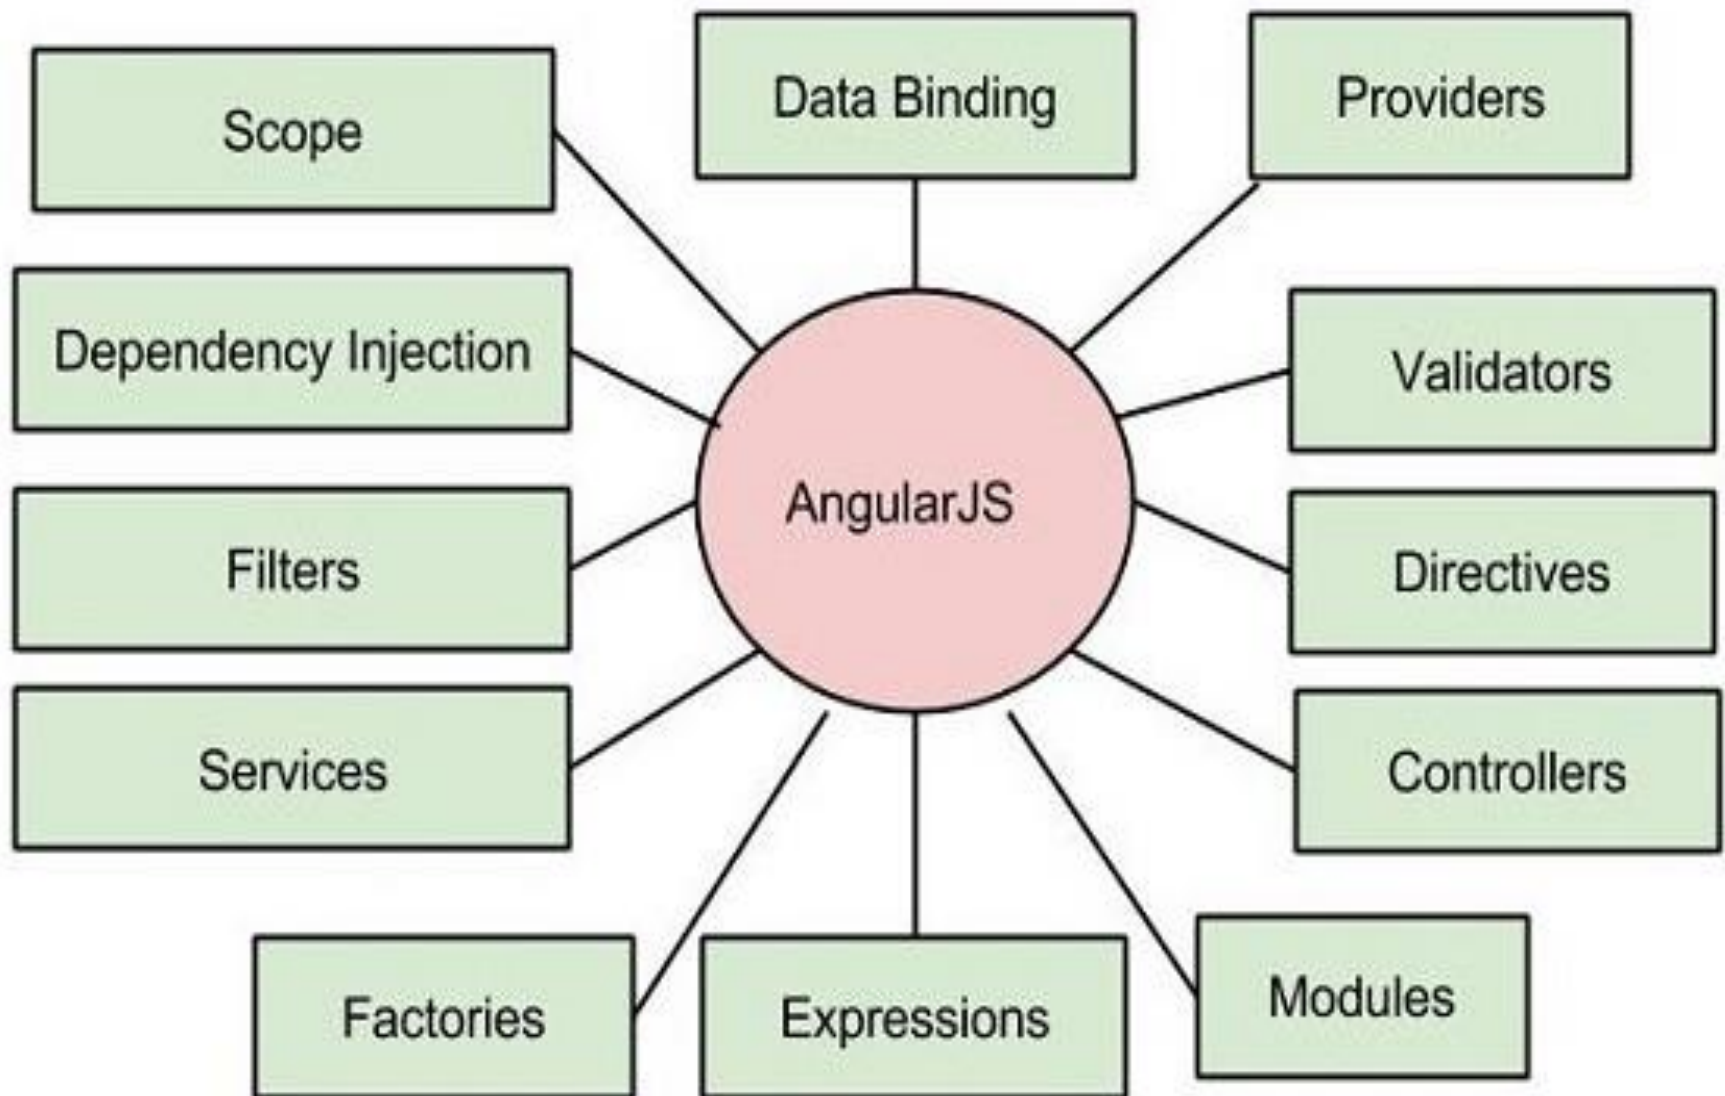 Data Binding
Providers
Scope
Dependency Injection
Validators
AngularJS
Filters
Directives
Services
Controllers
Factories
Expressions
Modules